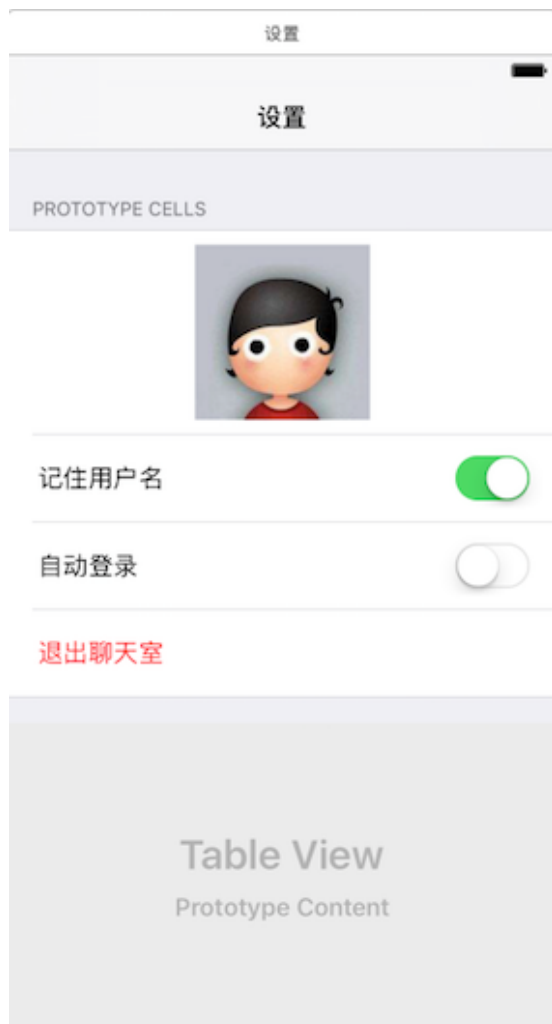 设置
设置
PROTOTYPE CELLS
记住用户名
自动登录
退出聊天室
Table View
Prototype Content